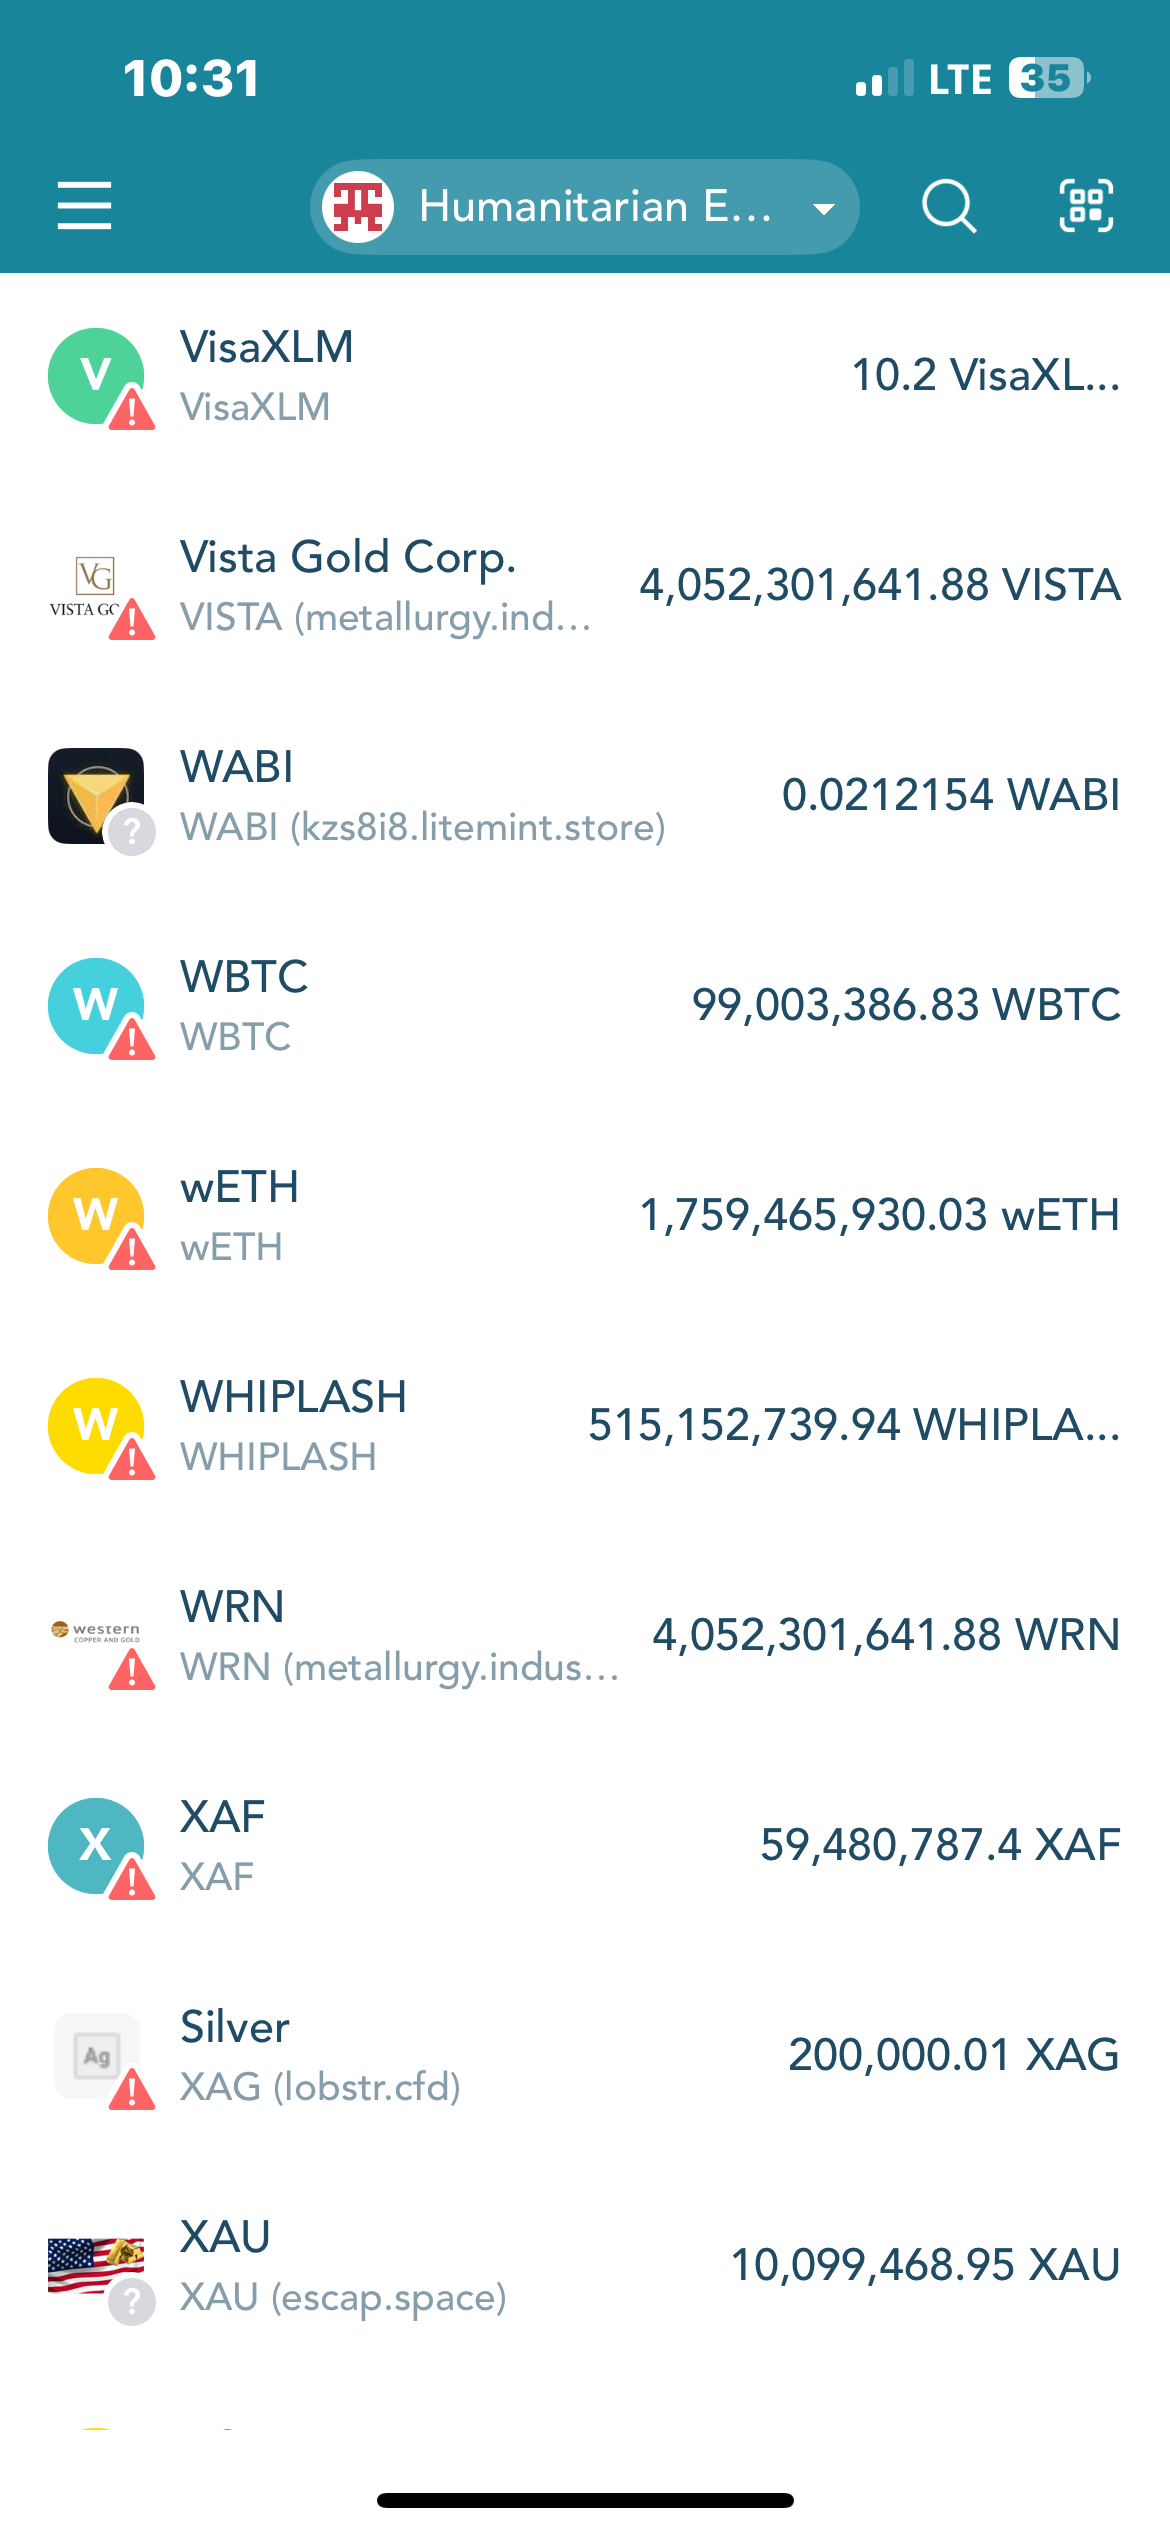 10:31
LTE 35
Humanitarian E...
V
VisaXLM
VisaXLM
10.2 VisaXL...
VG
VISTA GO
Vista Gold Corp.
VISTA (metallurgy.ind...
4,052,301,641.88 VISTA
WABI
WABI (kzs8i8.litemint.store)
0.0212154 WABI
?
W
WBTC
WBTC
99,003,386.83 WBTC
W
wETH
wETH
1,759,465,930.03 wETH
W
WHIPLASH
WHIPLASH
515,152,739.94 WHIPLA...
western
COPPER AND GOLD
WRN
WRN (metallurgy.indus...
4,052,301,641.88 WRN
X
XAF
XAF
59,480,787.4 XAF
Ag
Silver
XAG (lobstr.cfd)
200,000.01 XAG
XAU
XAU (escap.space)
10,099,468.95 XAU
?